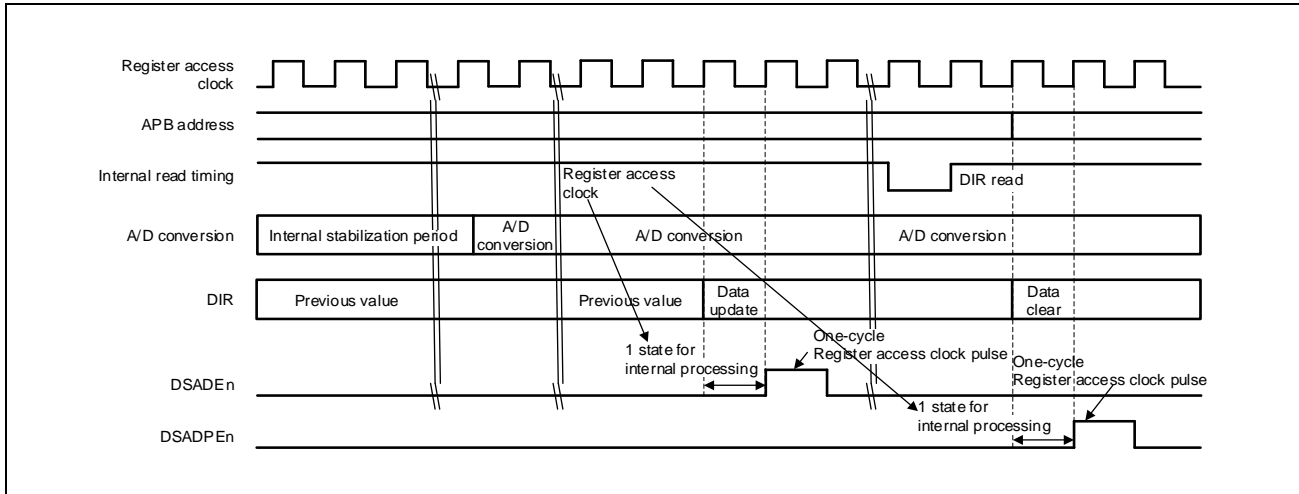 Register access
clock
APB address
Internal read timing
DIR read
Register access
clock
A/D conversion
Internal stabilization period
A/D
conversion
A/D conversion
A/D conversion
DIR
Previous value
Previous value
Data
update
Data
clear
1 state for
internal processing
One-cycle
Register access clock pulse
DSADEn
One-cycle
Register access clock pulse
1 state for
internal processing
DSADPEn